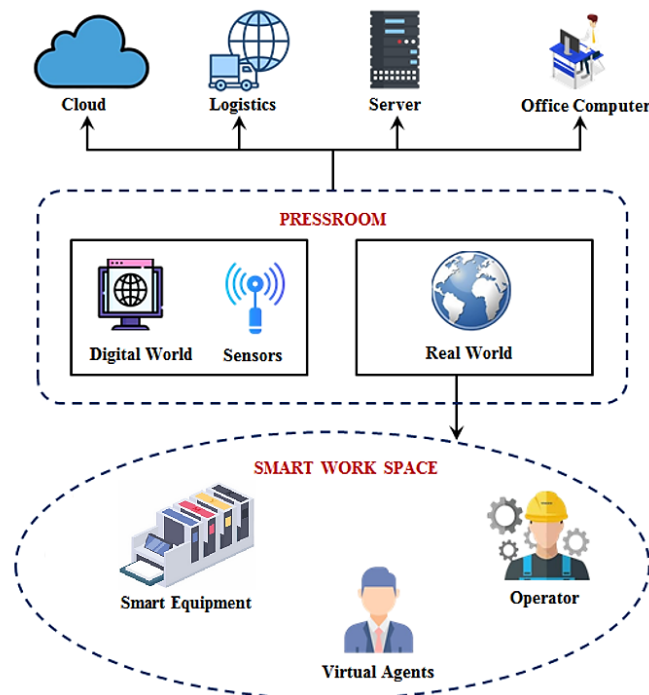 Cloud
Logistics
Server
Office Computer
PRESSROOM
Digital World
Sensors
Real World
SMART WORK SPACE
Smart Equipment
Operator
Virtual Agents